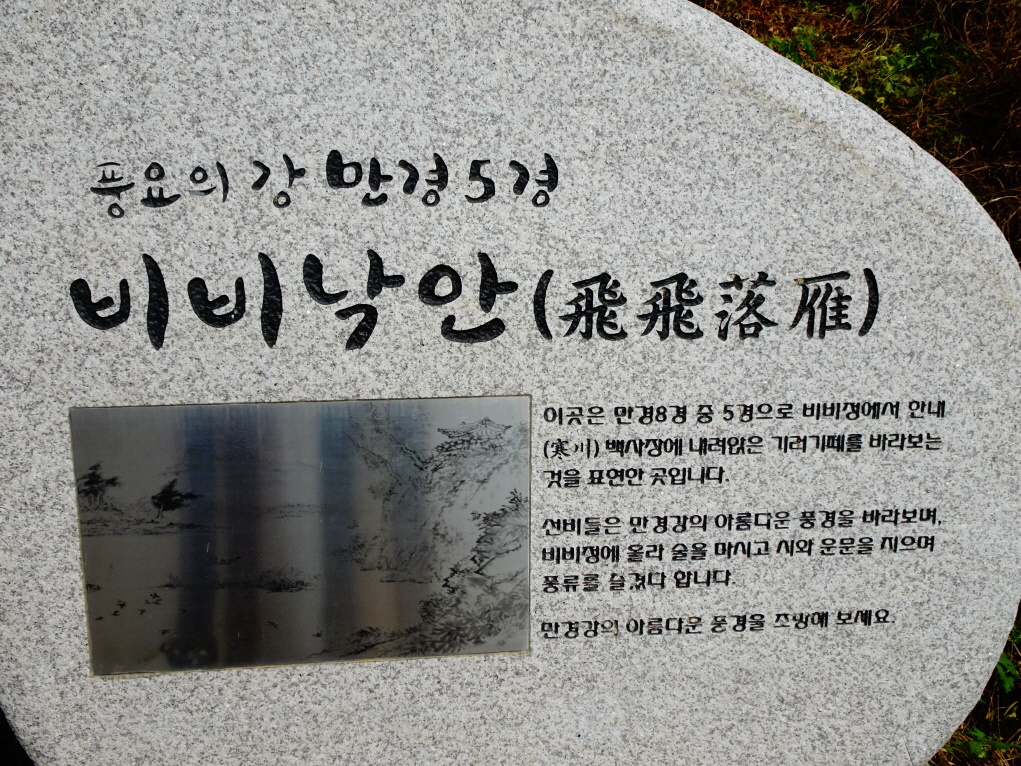 풍요의 강 만경 5경
비비낙안(飛飛落雁)
이곳은 만경8경 중 5경으로 비비정에서 한내
(寒川) 백사장에 내려앉은 기러기떼를 바라보는
것을 표현한 곳입니다.
선비들은 만경강의 아름다운 풍경을 바라보며,
비비정에 올라 술을 마시고 시와 운문을 지으며
풍류를 즐겼다 합니다
만경강의 아름다운 풍경을 조망해 보세요.